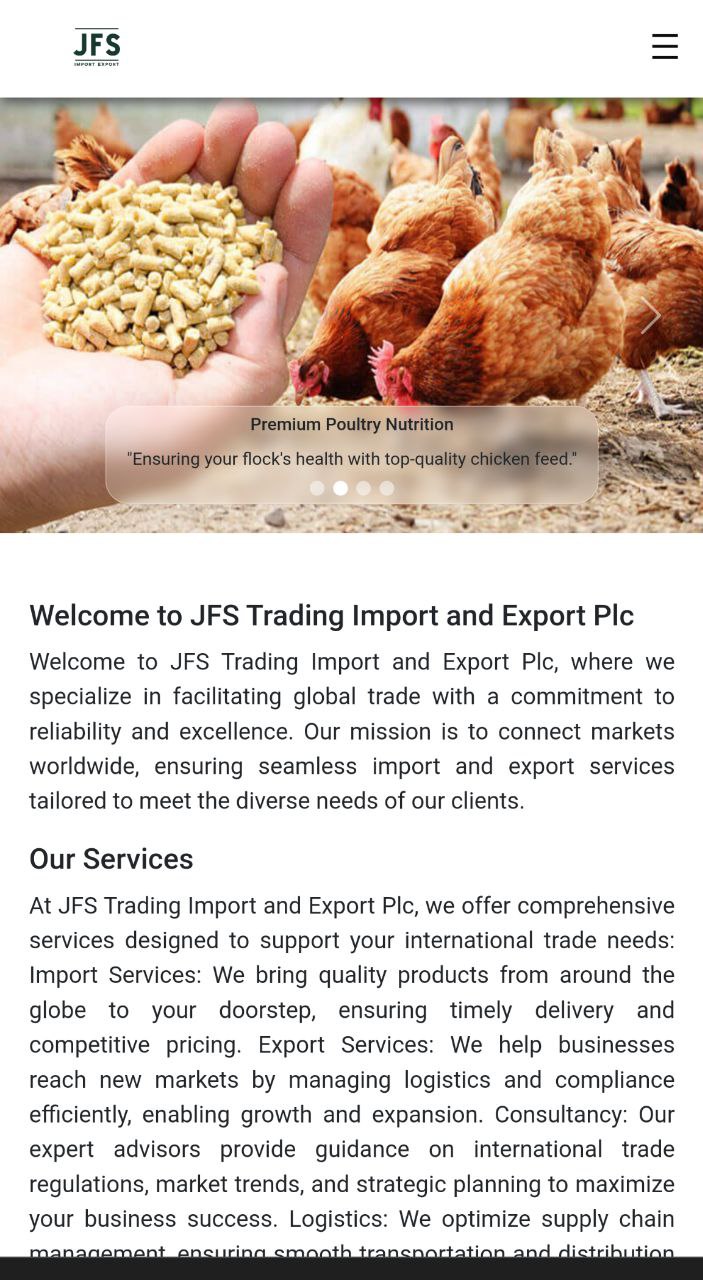 JFS
IMPORT EXPORT
Premium Poultry Nutrition
"Ensuring your flock's health with top-quality chicken feed."
Welcome to JFS Trading Import and Export Plc
Welcome to JFS Trading Import and Export Plc, where we
specialize in facilitating global trade with a commitment to
reliability and excellence. Our mission is to connect markets
worldwide, ensuring seamless import and export services
tailored to meet the diverse needs of our clients.
Our Services
At JFS Trading Import and Export Plc, we offer comprehensive
services designed to support your international trade needs:
Import Services: We bring quality products from around the
globe to your doorstep, ensuring timely delivery and
competitive pricing. Export Services: We help businesses
reach new markets by managing logistics and compliance
efficiently, enabling growth and expansion. Consultancy: Our
expert advisors provide guidance on international trade
regulations, market trends, and strategic planning to maximize
your business success. Logistics: We optimize supply chain
management, ensuring smooth transportation and distribution